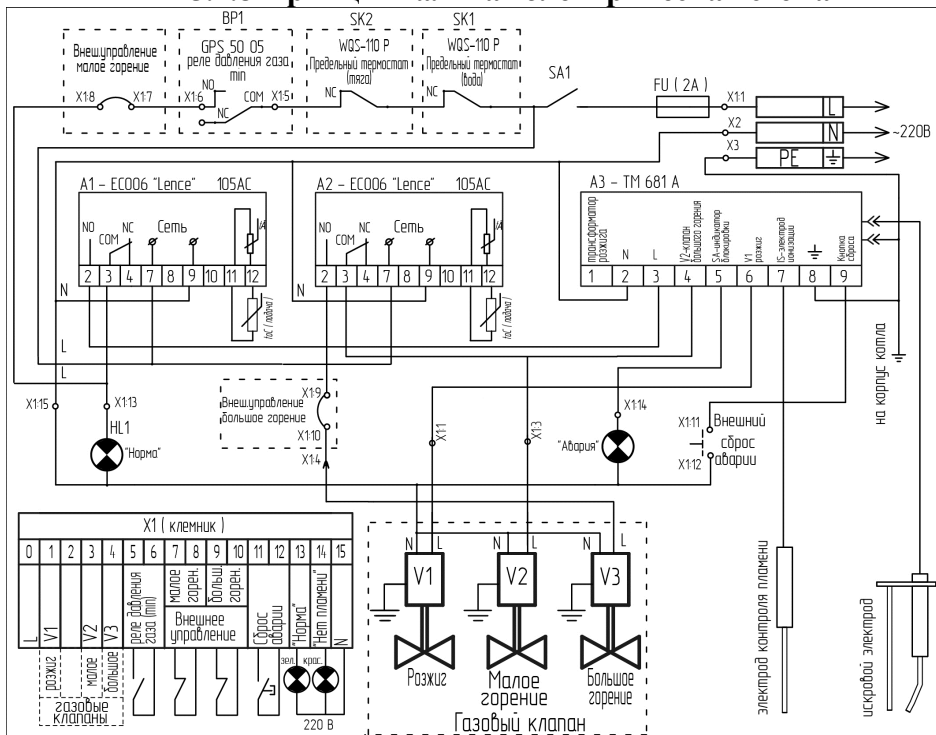 Внеш.управление
малое горение
X1:8
X1:7
BP1
GPS 50 05
реле давления газа
min
NO
X1:6
COM
X1:5
NC
SK2
WQS-110 P
Предельный термостат
(тяга)
NC
SK1
WQS-110 P
Предельный термостат
(вода)
NC
SA1
FU ( 2A )
X1:1
L
X2
N
~220В
X3
PE
A1 - EC006 "Lence" 105AC
NO
NC
COM
Сеть
2 3 4 7 8 9 10 11 12
N
A2 - EC006 "Lence" 105AC
NO
NC
COM
Сеть
2 3 4 7 8 9 10 11 12
N
A3 - TM 681 A
трансформатор
розжига
N
L
V2-клапан
большого горения
SA-индикатор
блокировки
V1
розжиг
IS-электрод
ионизации
Кнопка
сброса
1 2 3 4 5 6 7 8 9
L
L
X1:15
X1:13
HL1
"Норма"
Внеш.управление
большое горение
X1:9
X1:10
X1:4
X1:1
X1:3
X1:14
"Авария"
X1:11
X1:12
Внешний
сброс
аварии
на корпус котла
X1 ( клемник )
0 1 2 3 4 5 6 7 8 9 10 11 12 13 14 15
L
V1
V2
V3
реле давления
газа (min)
малое
горен.
больш.
горен.
Внешнее
управление
Сброс
аварии
"Норма"
"Нет пламени"
N
розжиг
малое
большое
газовые
клапаны
зел.
крас.
220 В
N L
V1
N L
V2
N L
V3
Розжиг
Малое
горение
Большое
горение
Газовый клапан
электрод контроля пламени
искровой электрод